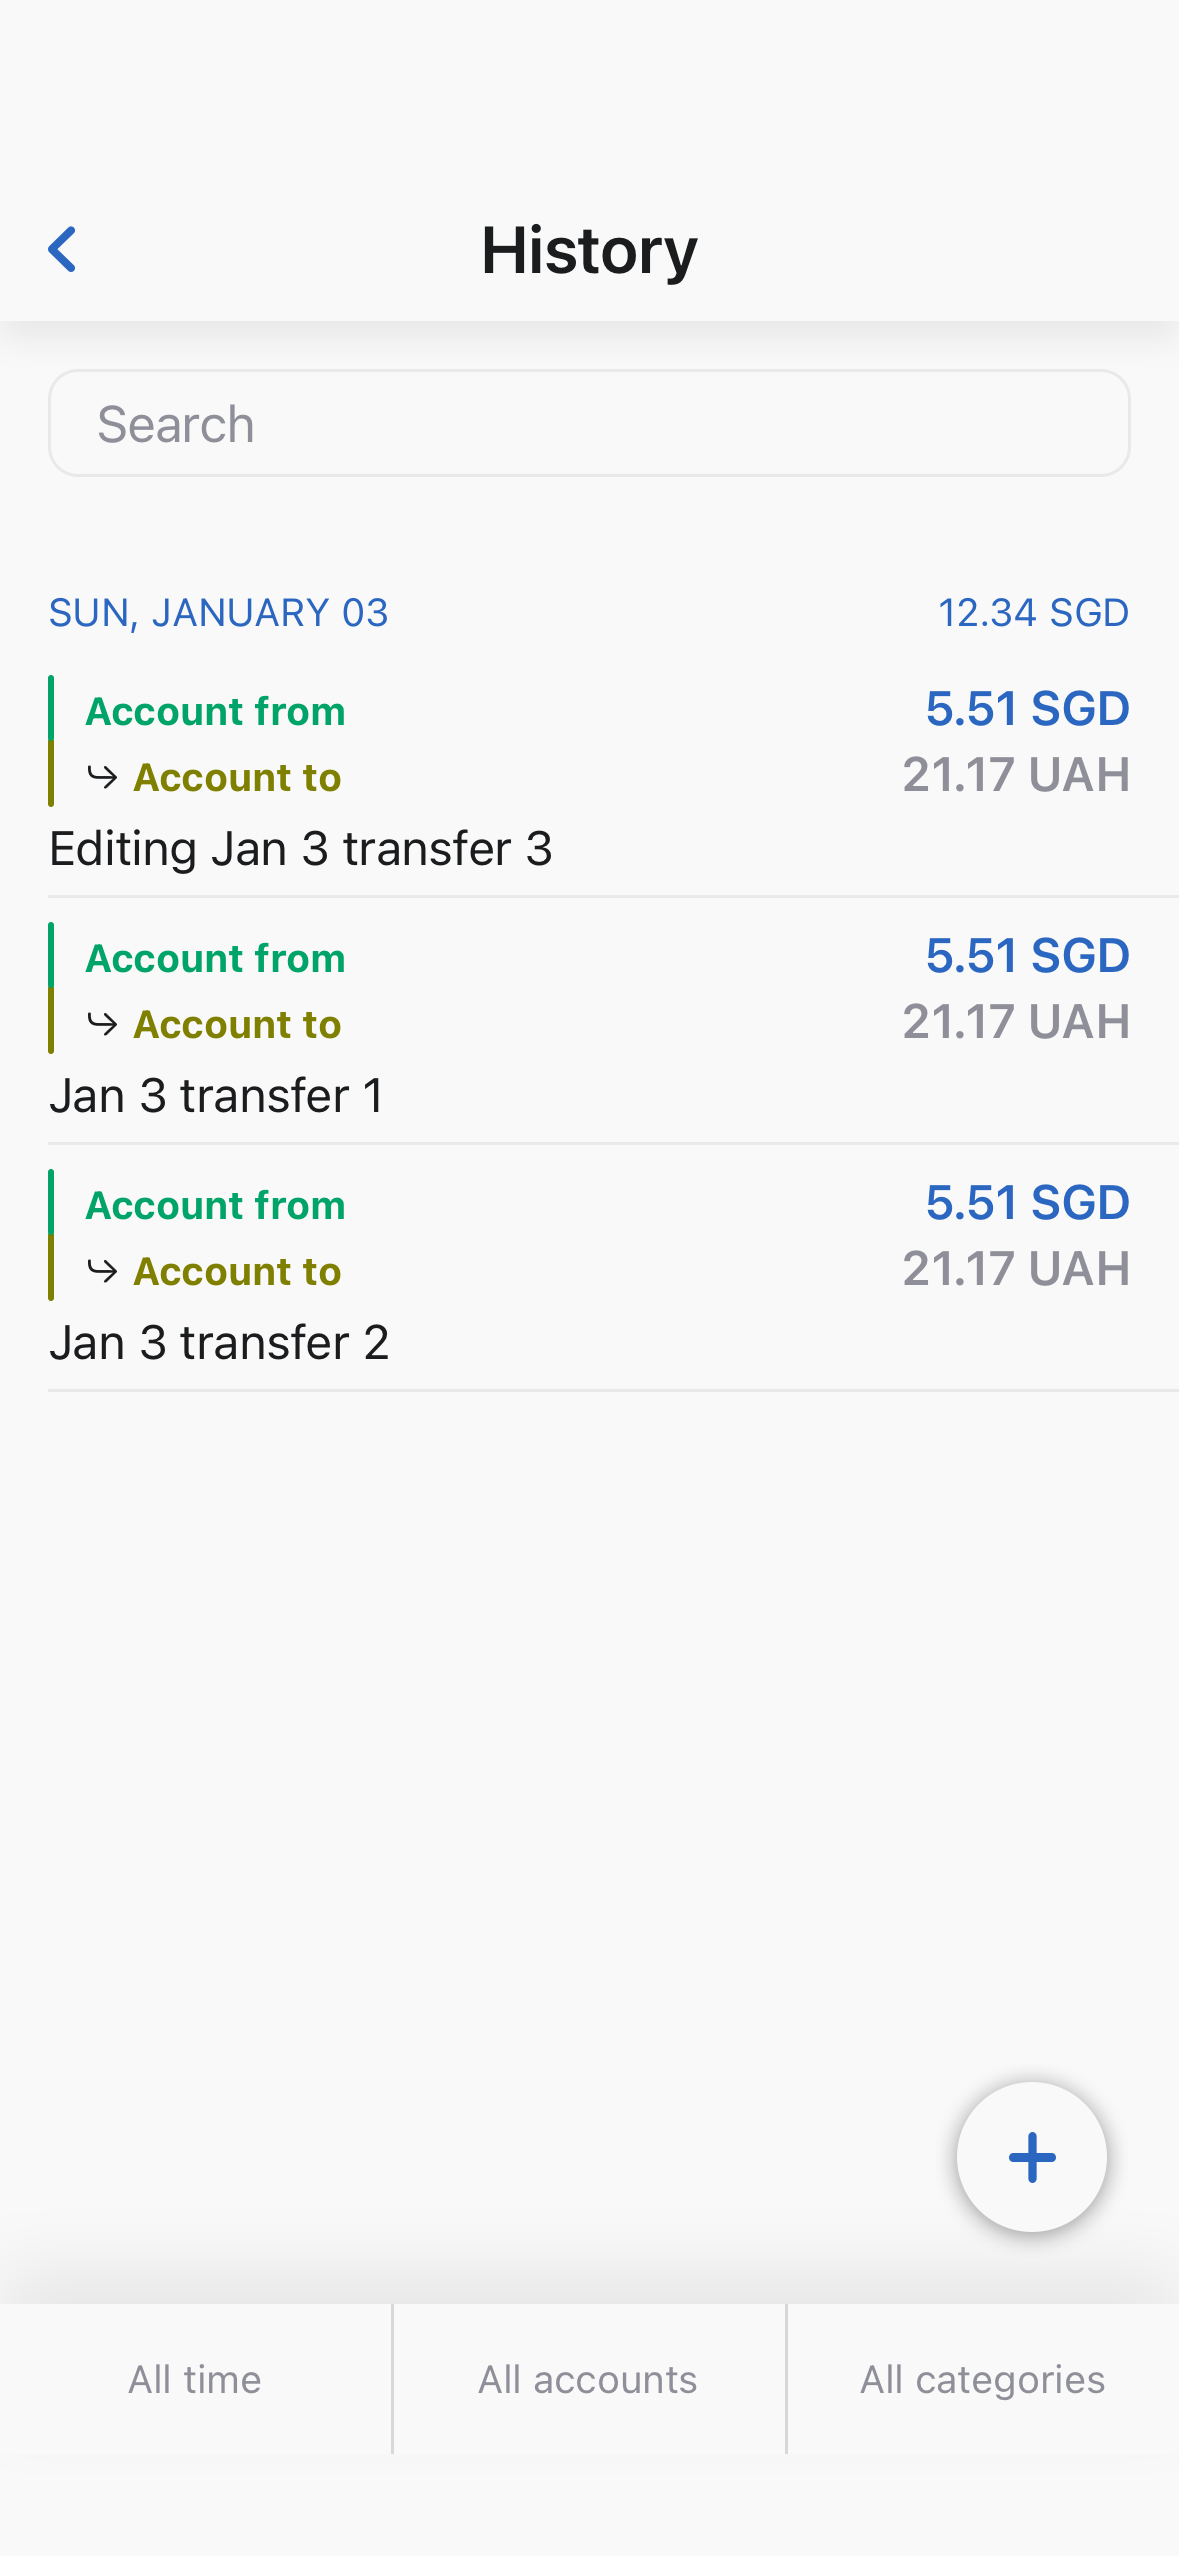 History
Search
SUN, JANUARY 03 12.34 SGD
Account from 5.51 SGD
Account to 21.17 UAH
Editing Jan 3 transfer 3
Account from 5.51 SGD
Account to 21.17 UAH
Jan 3 transfer 1
Account from 5.51 SGD
Account to 21.17 UAH
Jan 3 transfer 2
All time All accounts All categories